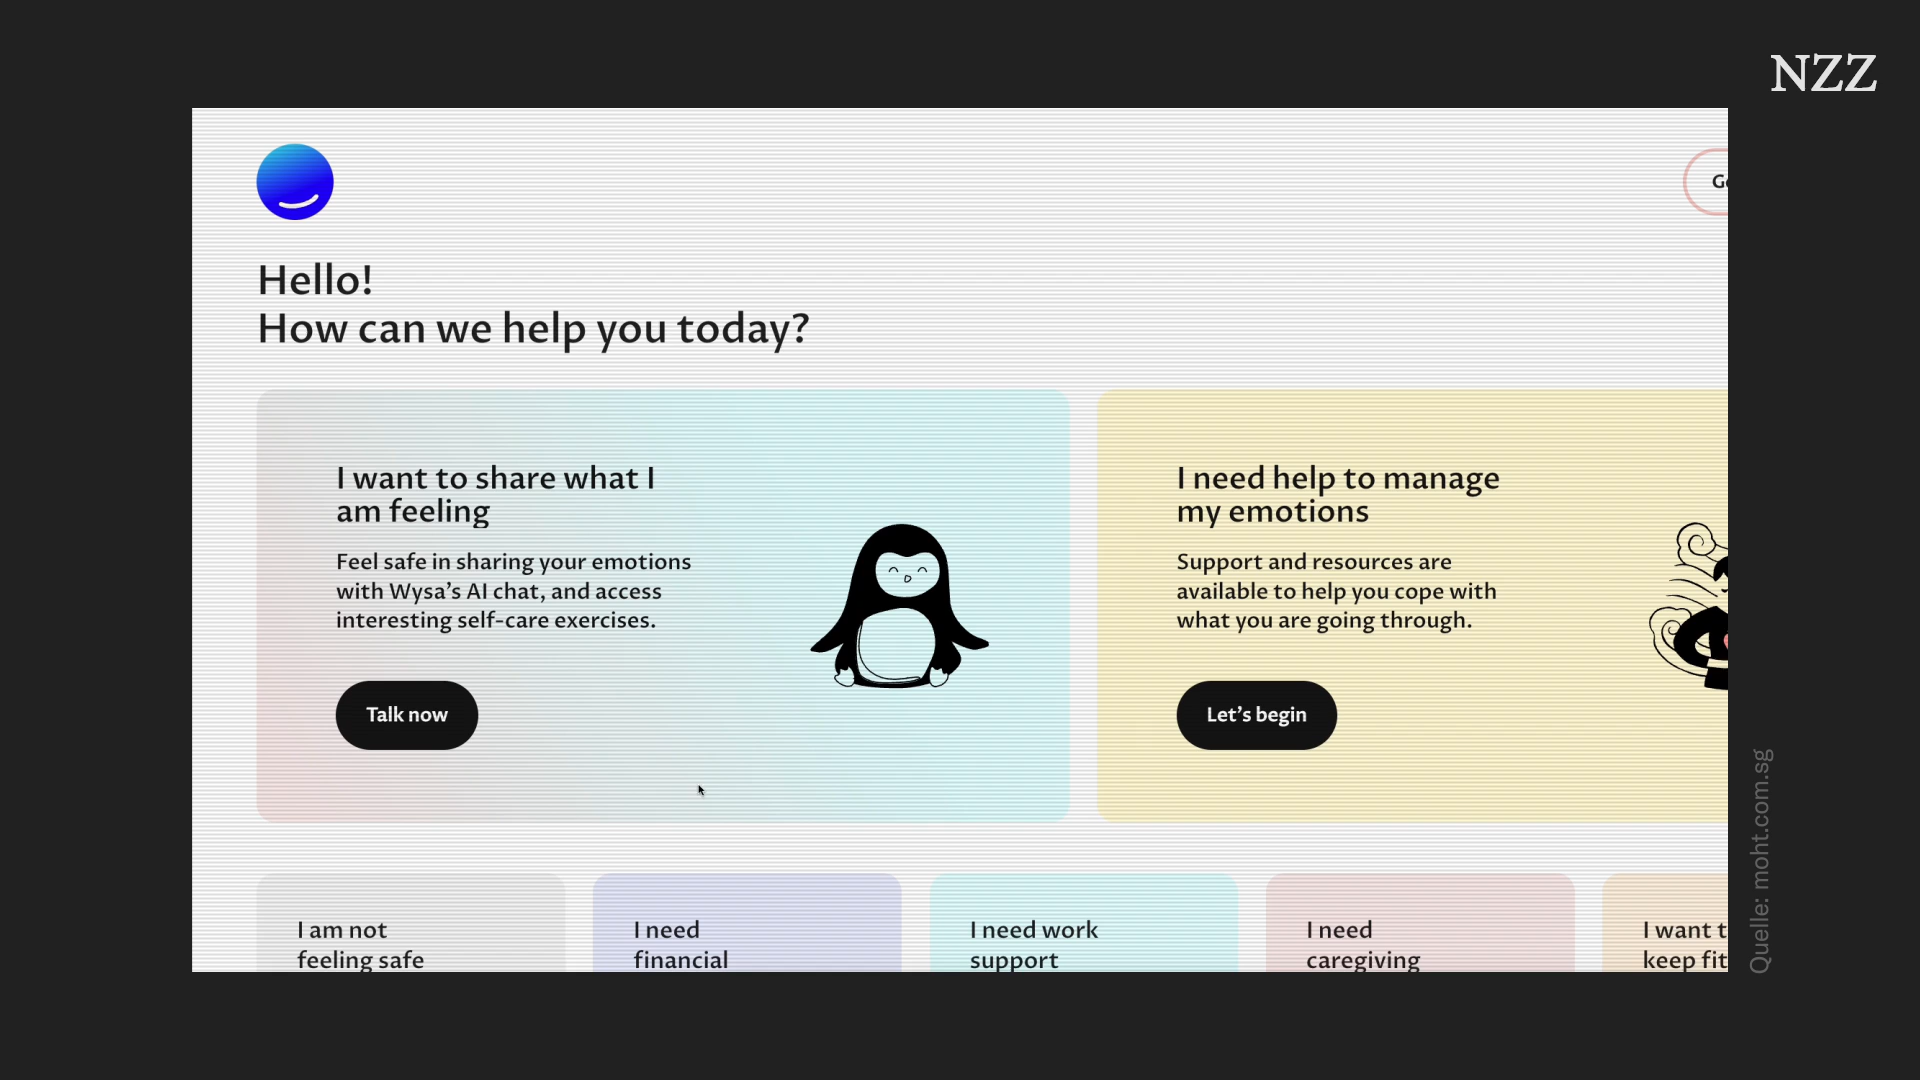 NZZ
Hello!
How can we help you today?
I want to share what I
am feeling
Feel safe in sharing your emotions
with Wysa’s AI chat, and access
interesting self-care exercises.
Talk now
I need help to manage
my emotions
Support and resources are
available to help you cope with
what you are going through.
Let’s begin
I am not
feeling safe
I need
financial
I need work
support
I need
caregiving
I want
keep fit
Quelle: moht.com.sg